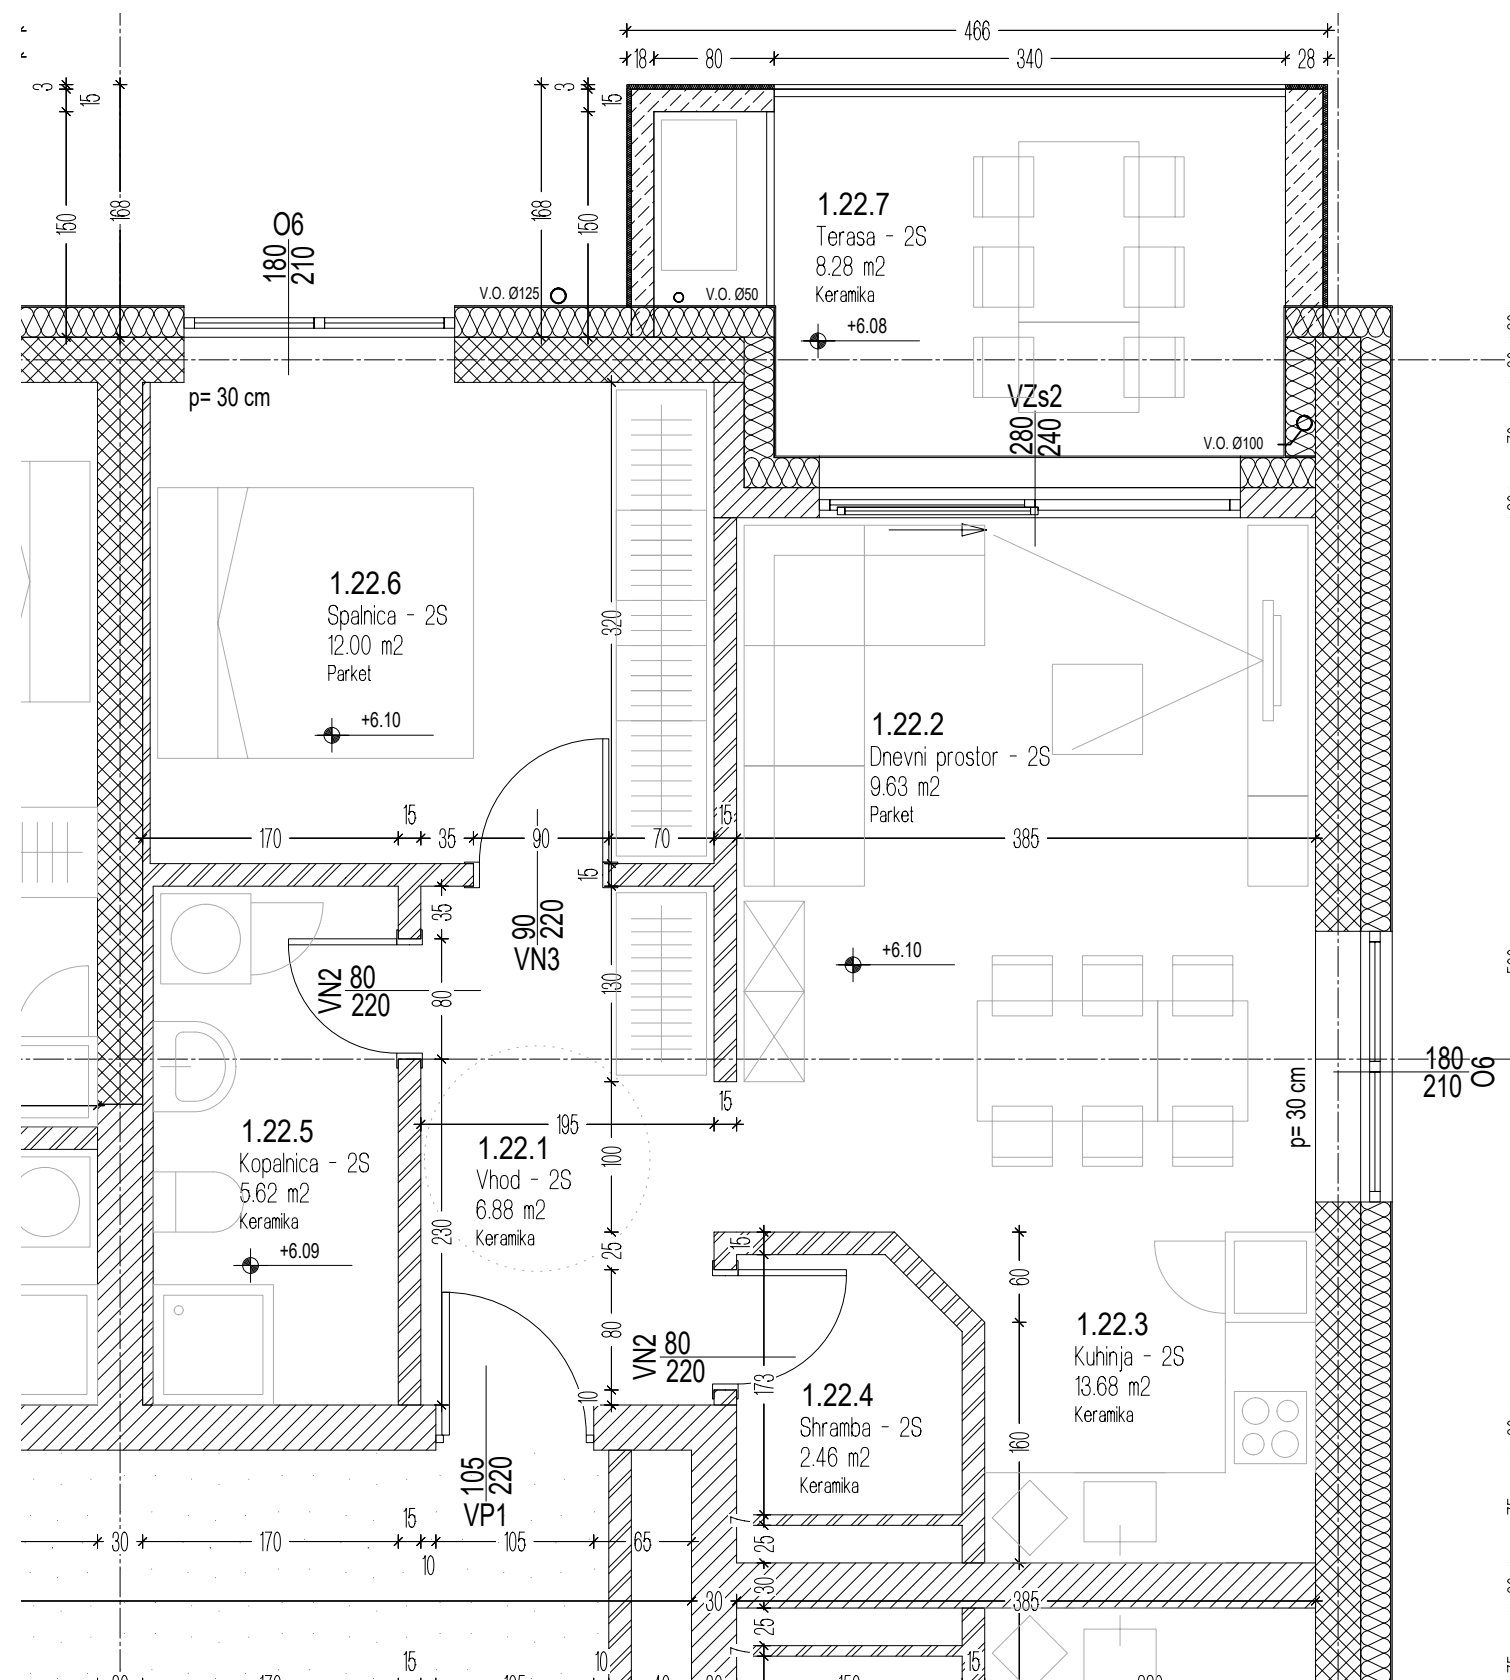 466
18 80 340 28
3 15 3 15
150 168 168 150
O6
180
210
V.O. Ø125
V.O. Ø50
1.22.7
Terasa - 2S
8.28 m2
Keramika
+6.08
p= 30 cm
VZs2
280
240
V.O. Ø100
320
1.22.6
Spalnica - 2S
12.00 m2
Parket
+6.10
1.22.2
Dnevni prostor - 2S
9.63 m2
Parket
170 15 35 90 70 15 385
15
35
90
220
VN3
VN2 80
220
80
130
+6.10
180
210 O6
p= 30 cm
195 15
1.22.5
Kopalnica - 2S
5.62 m2
Keramika
+6.09
1.22.1
Vhod - 2S
6.88 m2
Keramika
100
230
25
15
60
80
VN2 80
220
10
173
1.22.3
Kuhinja - 2S
13.68 m2
Keramika
1.22.4
Shramba - 2S
2.46 m2
Keramika
160
105
220
VP1
30 170 15 10 105 65
7
25
30 30 385
25
7
15 10 15